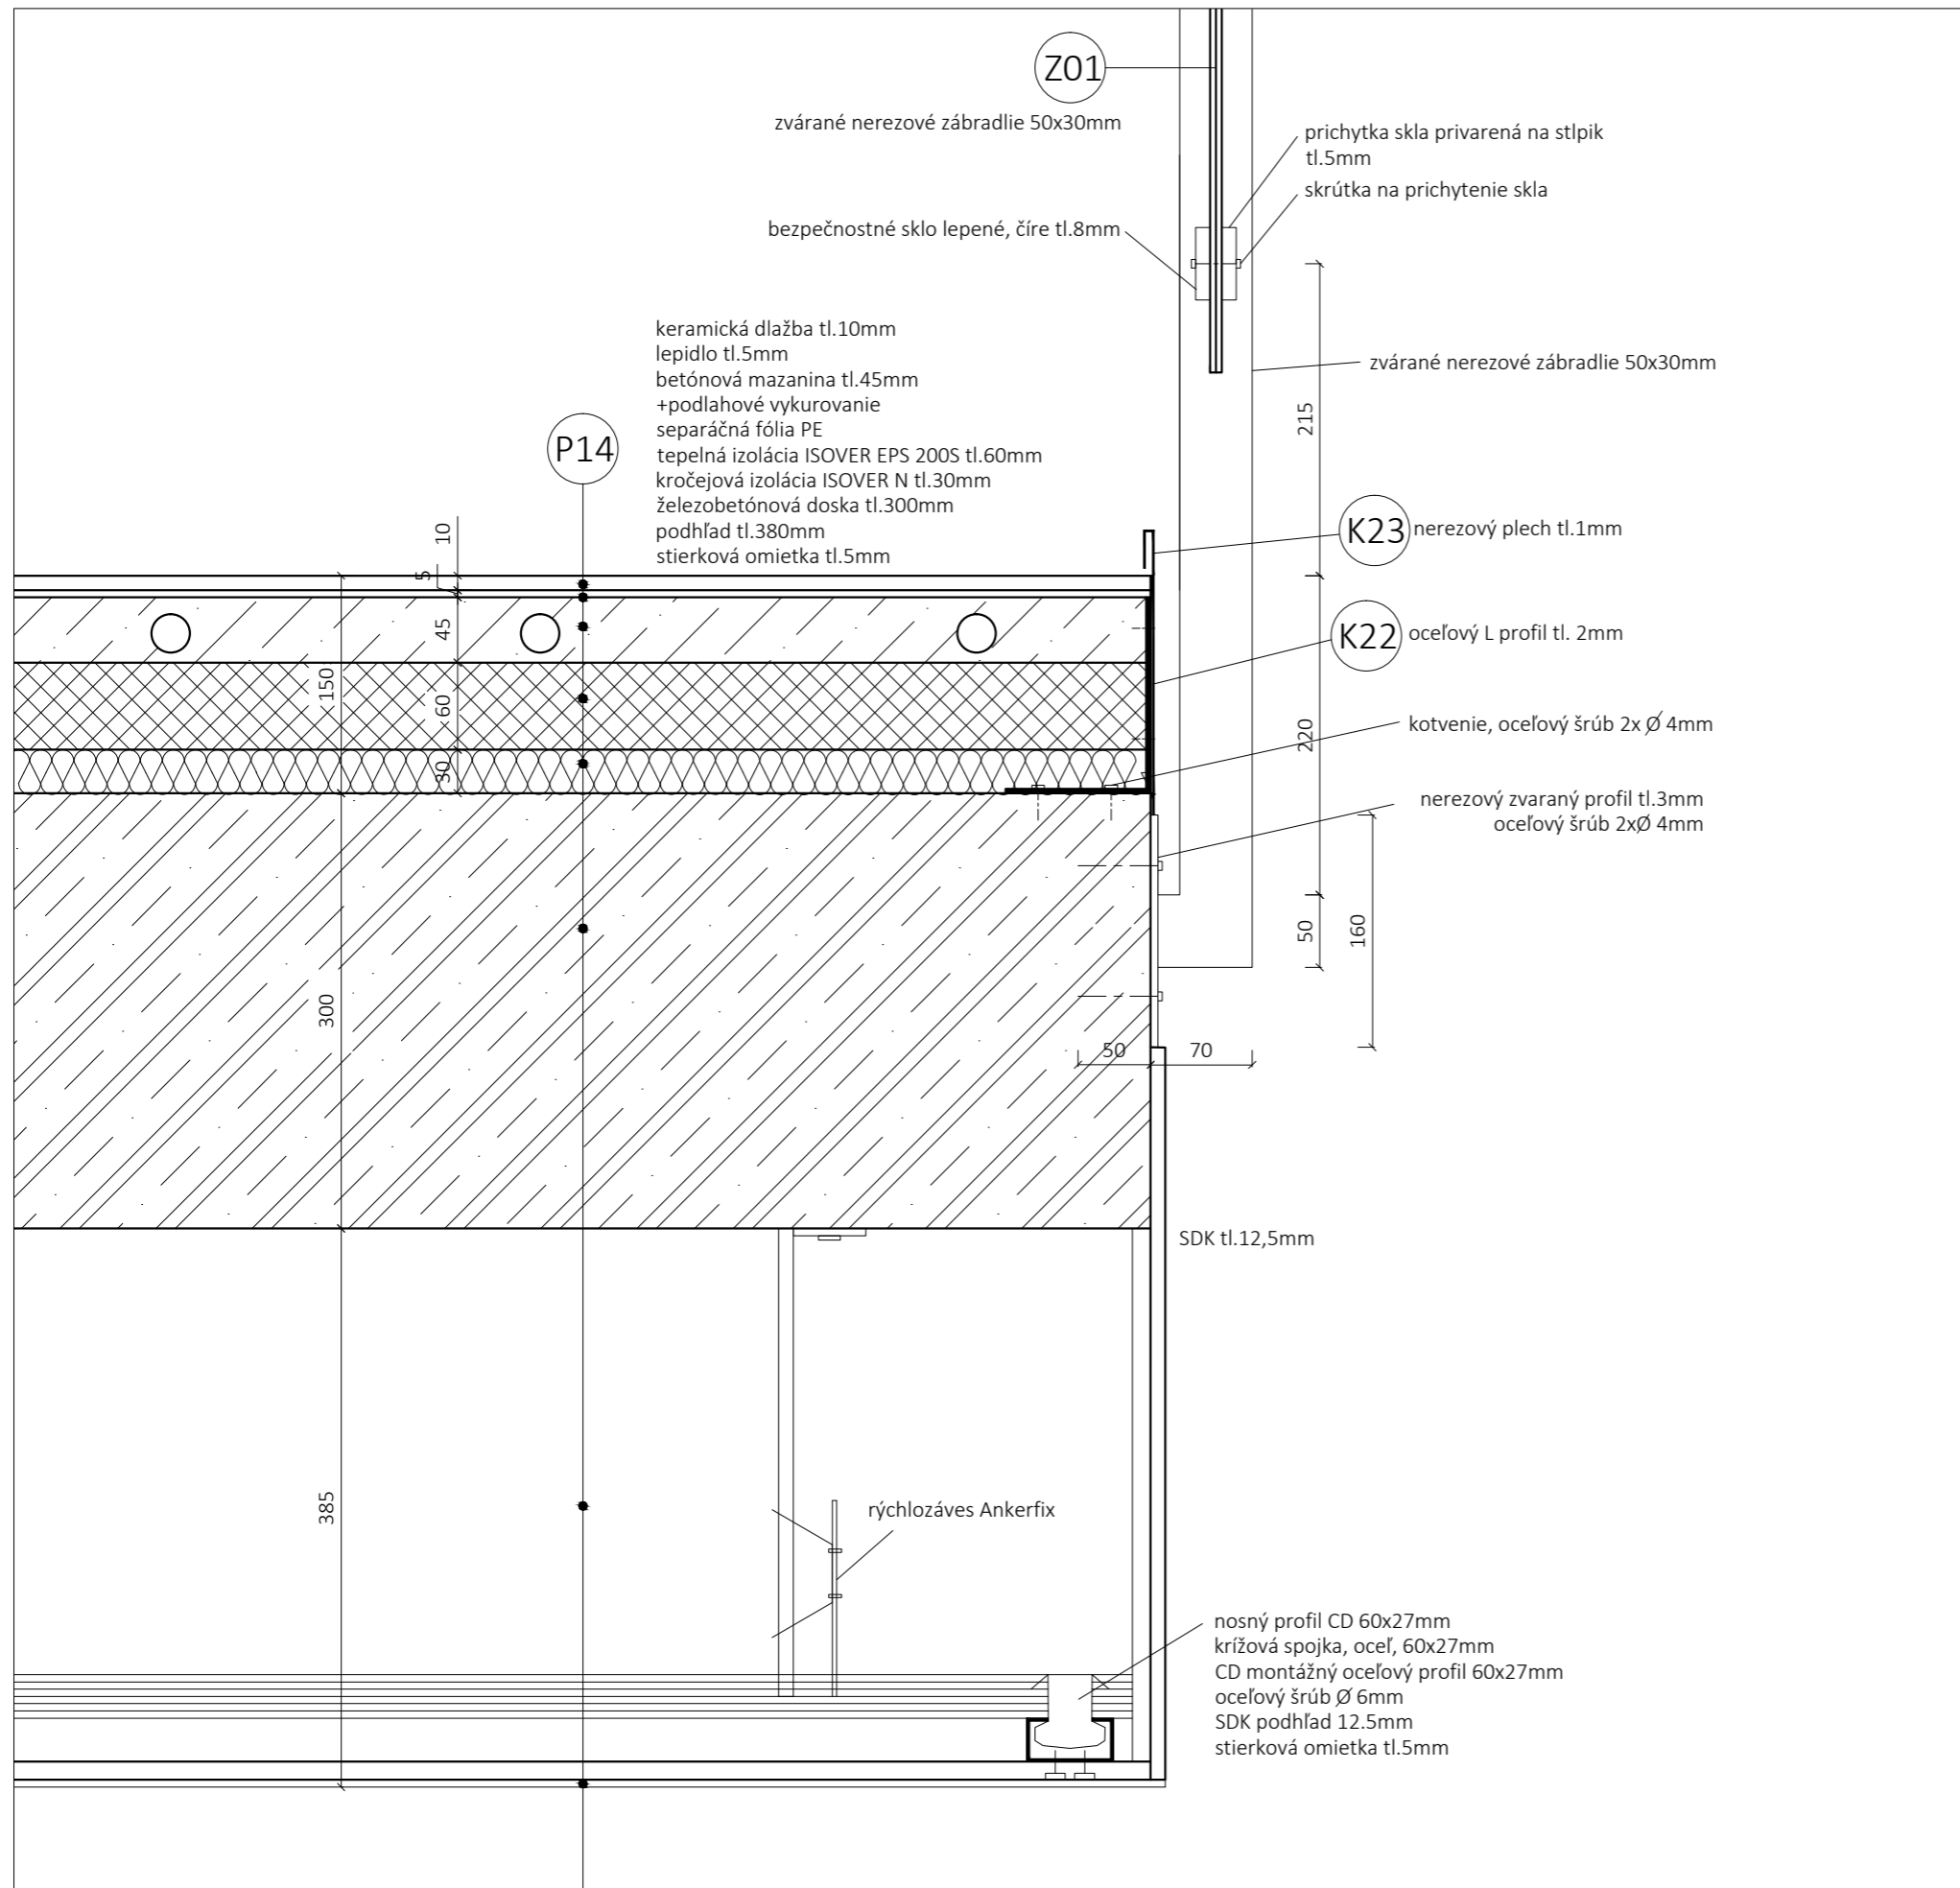 Z01
zvárané nerezové zábradlie 50x30mm
prichytka skla privarená na stlpik
tl.5mm
skrútka na prichytenie skla
bezpečnostné sklo lepené, číre tl.8mm
keramická dlažba tl.10mm
lepidlo tl.5mm
betónová mazanina tl.45mm
+podlahové vykurovanie
separáčná fólia PE
tepelná izolácia ISOVER EPS 200S tl.60mm
kročejová izolácia ISOVER N tl.30mm
železobetónová doska tl.300mm
podhľad tl.380mm
stierková omietka tl.5mm
P14
zvárané nerezové zábradlie 50x30mm
215
K23 nerezový plech tl.1mm
10
5
45
150
60
30
K22 oceľový L profil tl. 2mm
220
kotvenie, oceľový šrúb 2x Ø 4mm
nerezový zvaraný profil tl.3mm
oceľový šrúb 2xØ 4mm
50
160
300
50
70
SDK tl.12,5mm
385
rýchlozáves Ankerfix
nosný profil CD 60x27mm
krížová spojka, oceľ, 60x27mm
CD montážný oceľový profil 60x27mm
oceľový šrúb Ø 6mm
SDK podhľad 12.5mm
stierková omietka tl.5mm